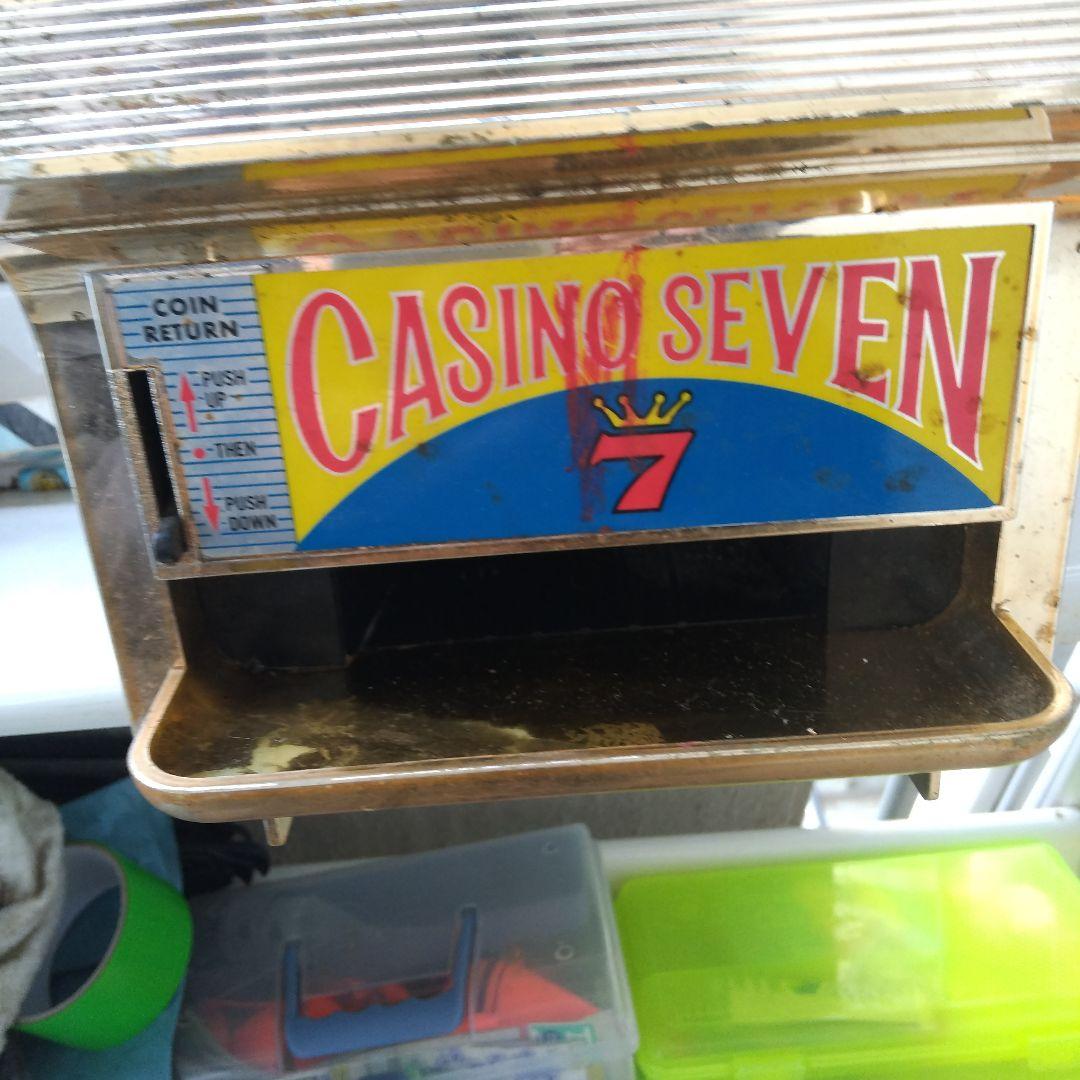 COIN
RETURN
-PUSH
UP-
-THEN
-PUSH
-DOWN
CASINO SEVEN
7